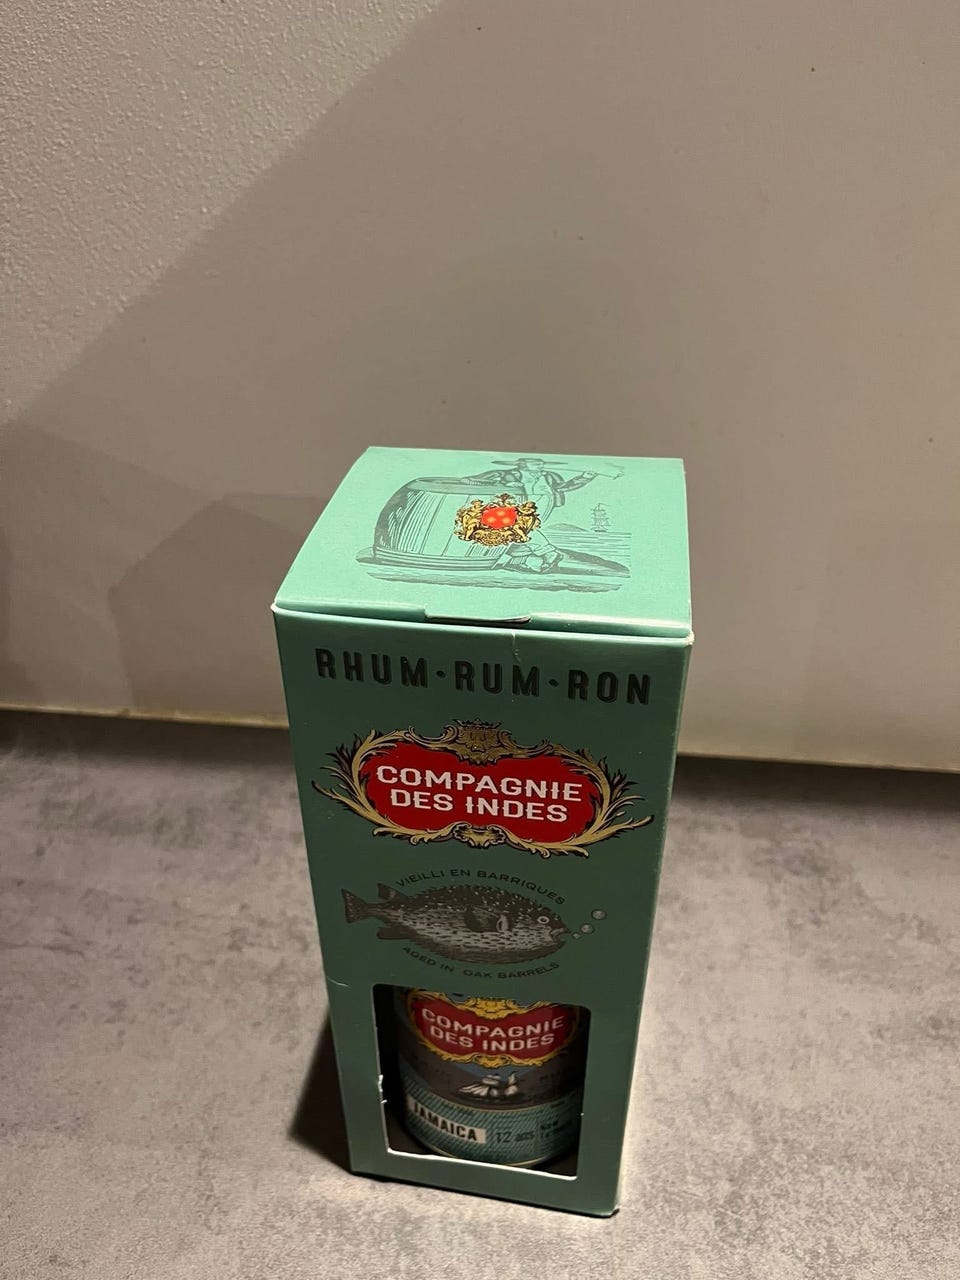 RHUM·RUM·RON
COMPAGNIE
DES INDES
VIEILLI EN BARRIQUES
AGED IN OAK BARRELS
COMPAGNIE
DES INDES
JAMAICA
12